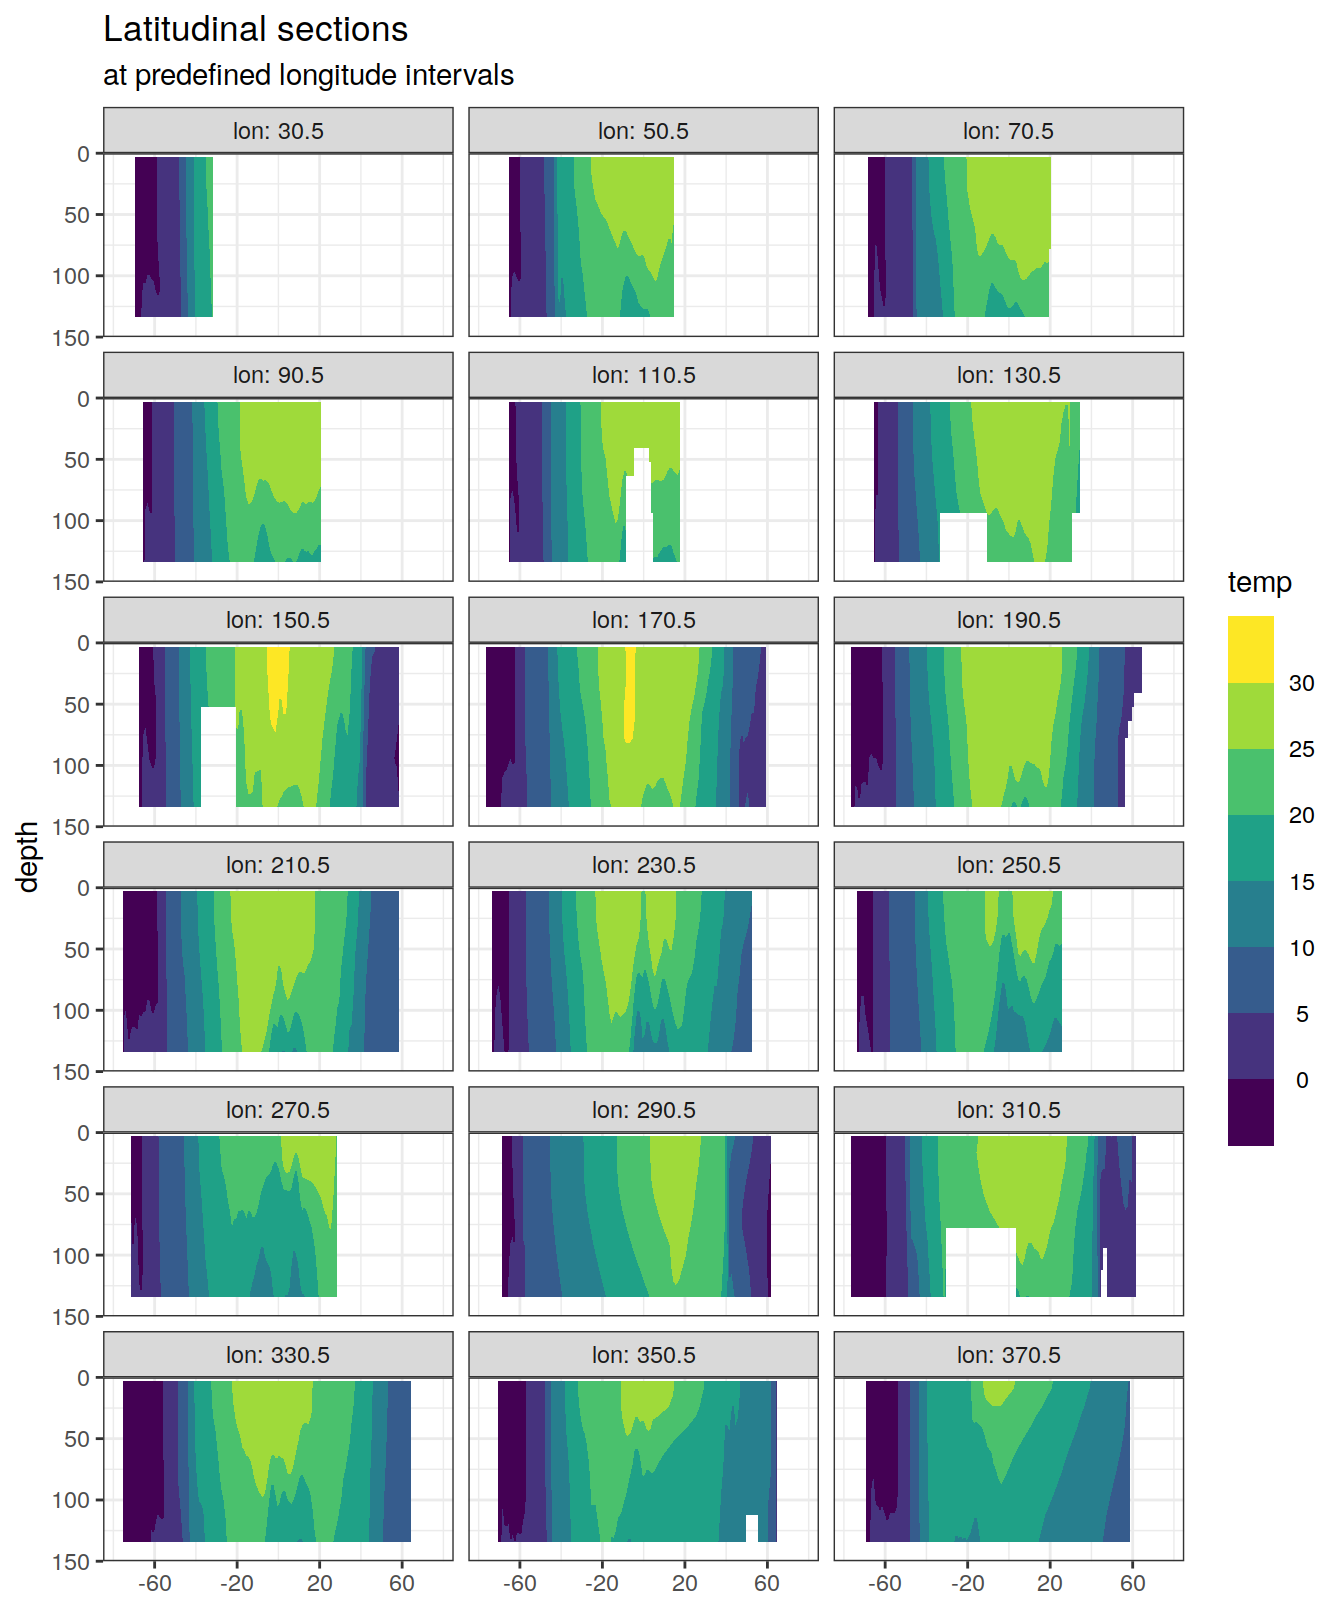 Latitudinal sections
at predefined longitude intervals
lon: 30.5 lon: 50.5 lon: 70.5
0
50
100
150
lon: 90.5 lon: 110.5 lon: 130.5
0
50
100
150
lon: 150.5 lon: 170.5 lon: 190.5
0
50
100
150
lon: 210.5 lon: 230.5 lon: 250.5
0
50
100
150
lon: 270.5 lon: 290.5 lon: 310.5
0
50
100
150
lon: 330.5 lon: 350.5 lon: 370.5
0
50
100
150
-60 -20 20 60 -60 -20 20 60 -60 -20 20 60
depth
temp
30
25
20
15
10
5
0